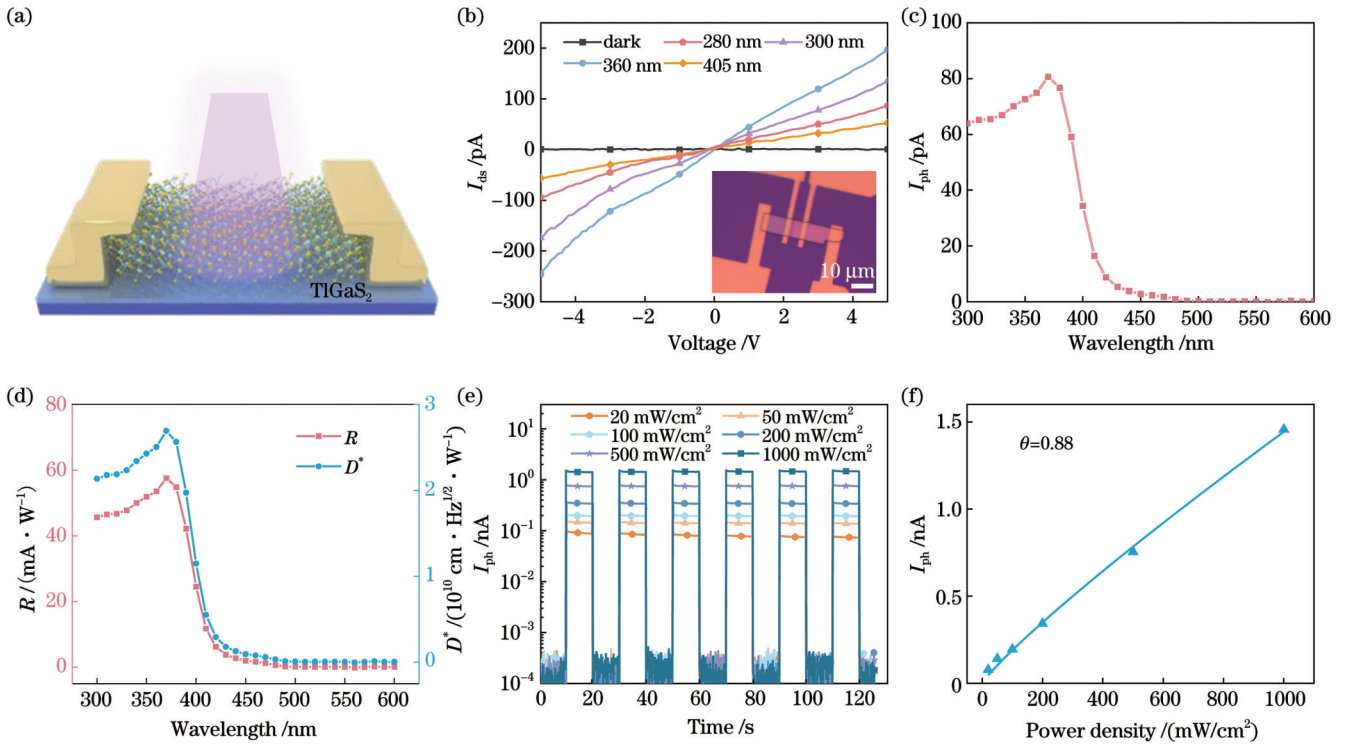 (a)
TlGaS₂
(b)
200
100
0
−100
−200
−300
I_ds /pA
dark
280 nm
300 nm
360 nm
405 nm
10 μm
−4
−2
0
2
4
Voltage /V
(c)
100
80
60
40
20
0
I_ph /pA
300
350
400
450
500
550
600
Wavelength /nm
(d)
80
60
40
20
0
R / (mA · W⁻¹)
R
D*
3
2
1
0
D* /(10¹⁰ cm · Hz^1/2 · W⁻¹)
300
350
400
450
500
550
600
Wavelength /nm
(e)
10¹
10⁰
10⁻¹
10⁻²
10⁻³
10⁻⁴
I_ph /nA
20 mW/cm²
50 mW/cm²
100 mW/cm²
200 mW/cm²
500 mW/cm²
1000 mW/cm²
0
20
40
60
80
100
120
Time /s
(f)
1.5
1.0
0.5
0
I_ph /nA
θ=0.88
0
200
400
600
800
1000
Power density /(mW/cm²)